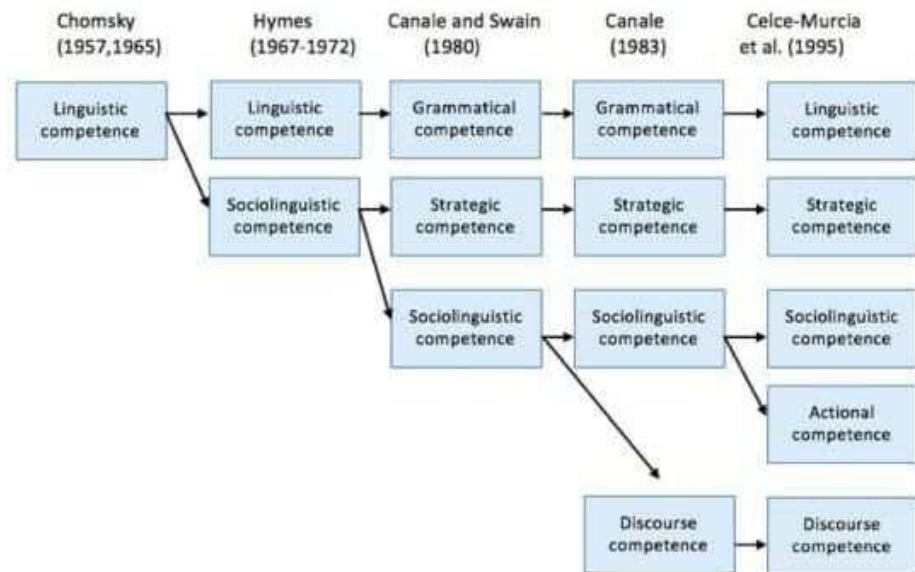 Chomsky
(1957,1965)
Hymes
(1967-1972)
Canale and Swain
(1980)
Canale
(1983)
Celce-Murcia
et al. (1995)
Linguistic
competence
Linguistic
competence
Grammatical
competence
Grammatical
competence
Linguistic
competence
Sociolinguistic
competence
Strategic
competence
Strategic
competence
Strategic
competence
Sociolinguistic
competence
Sociolinguistic
competence
Sociolinguistic
competence
Actional
competence
Discourse
competence
Discourse
competence